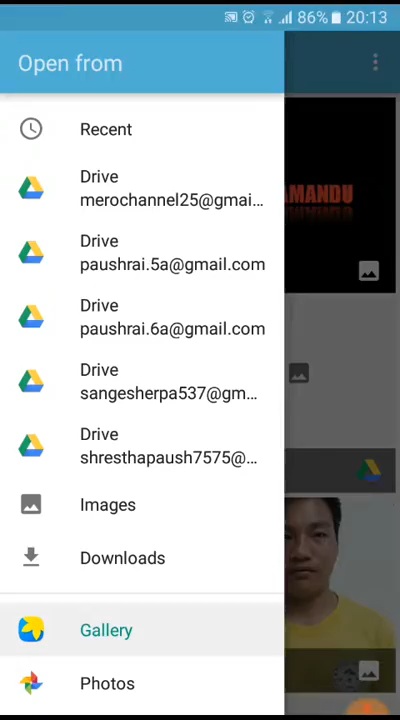 86% 20:13
Open from
Recent
Drive
merochannel25@gmai...
Drive
paushrai.5a@gmail.com
Drive
paushrai.6a@gmail.com
Drive
sangesherpa537@gm...
Drive
shresthapaush7575@...
Images
Downloads
Gallery
Photos
AMANDU